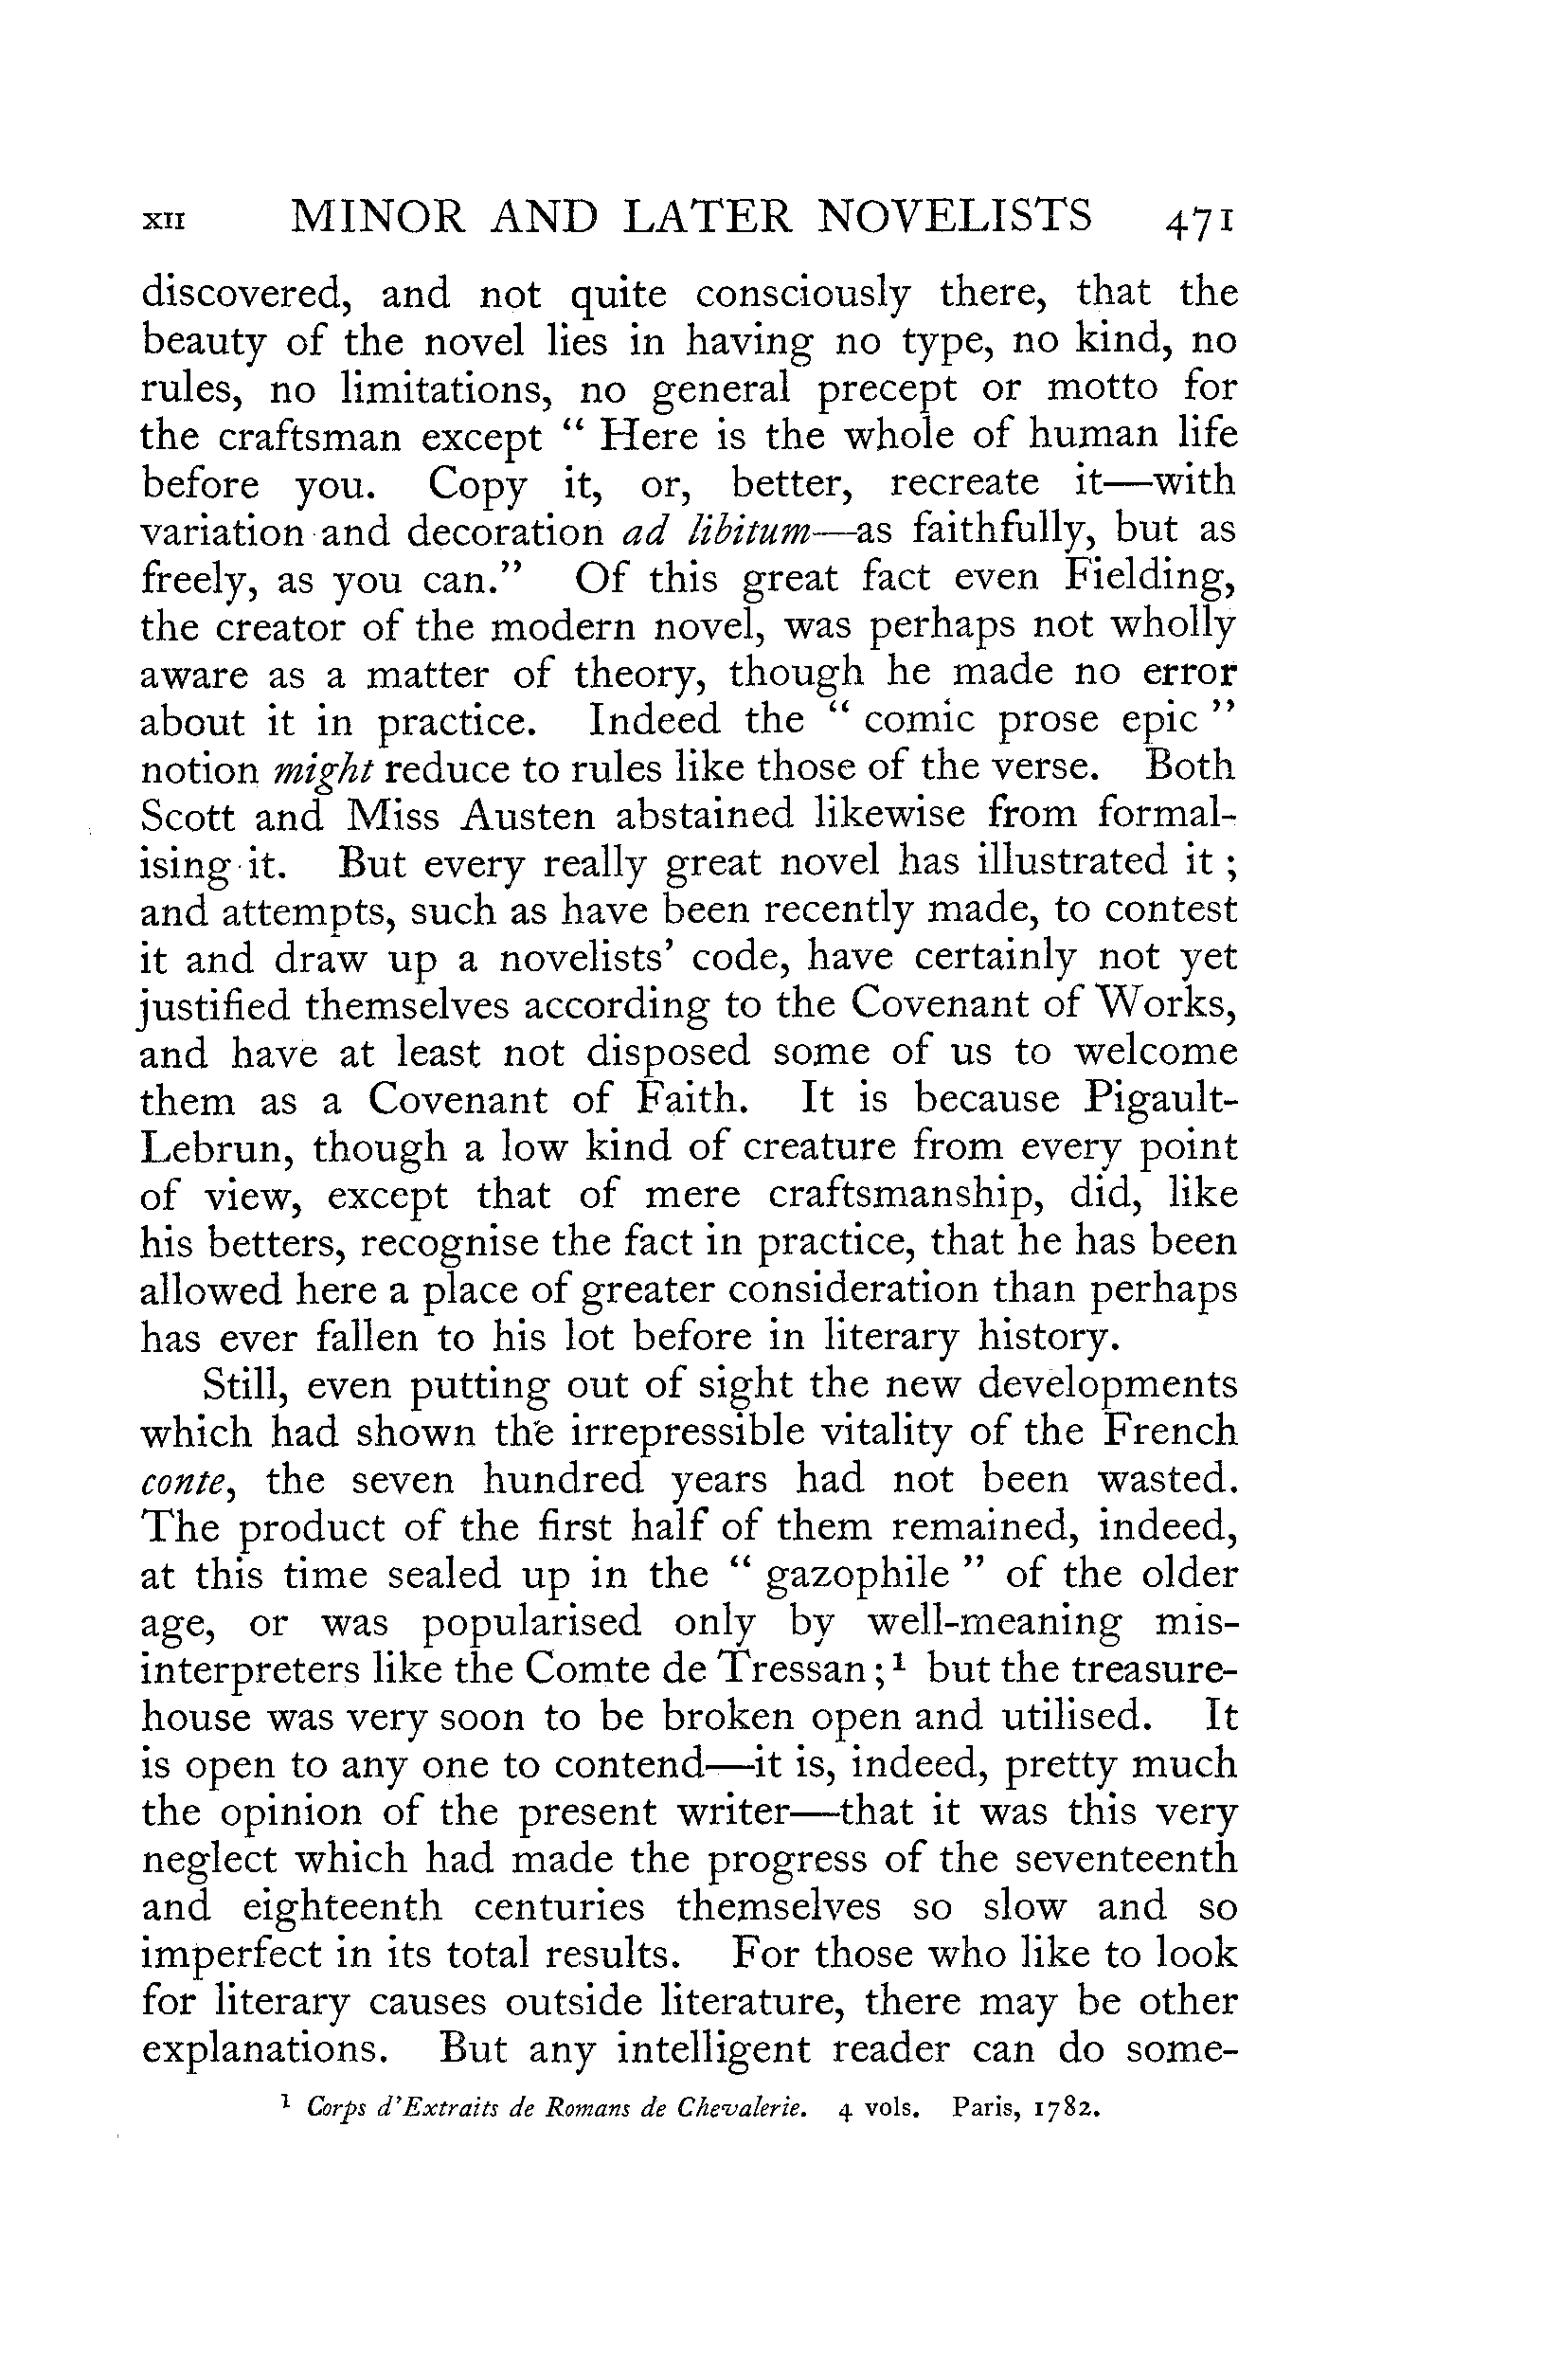 XII MINOR AND LATER NOVELISTS 471
discovered, and not quite consciously there, that the
beauty of the novel lies in having no type, no kind, no
rules, no limitations, no general precept or motto for
the craftsman except “ Here is the whole of human life
before you. Copy it, or, better, recreate it—with
variation and decoration ad libitum—as faithfully, but as
freely, as you can.” Of this great fact even Fielding,
the creator of the modern novel, was perhaps not wholly
aware as a matter of theory, though he made no error
about it in practice. Indeed the “ comic prose epic ”
notion might reduce to rules like those of the verse. Both
Scott and Miss Austen abstained likewise from formal-
ising it. But every really great novel has illustrated it ;
and attempts, such as have been recently made, to contest
it and draw up a novelists’ code, have certainly not yet
justified themselves according to the Covenant of Works,
and have at least not disposed some of us to welcome
them as a Covenant of Faith. It is because Pigault-
Lebrun, though a low kind of creature from every point
of view, except that of mere craftsmanship, did, like
his betters, recognise the fact in practice, that he has been
allowed here a place of greater consideration than perhaps
has ever fallen to his lot before in literary history.
Still, even putting out of sight the new developments
which had shown the irrepressible vitality of the French
conte, the seven hundred years had not been wasted.
The product of the first half of them remained, indeed,
at this time sealed up in the “ gazophile ” of the older
age, or was popularised only by well-meaning mis-
interpreters like the Comte de Tressan ;¹ but the treasure-
house was very soon to be broken open and utilised. It
is open to any one to contend—it is, indeed, pretty much
the opinion of the present writer—that it was this very
neglect which had made the progress of the seventeenth
and eighteenth centuries themselves so slow and so
imperfect in its total results. For those who like to look
for literary causes outside literature, there may be other
explanations. But any intelligent reader can do some-
¹ Corps d’Extraits de Romans de Chevalerie. 4 vols. Paris, 1782.